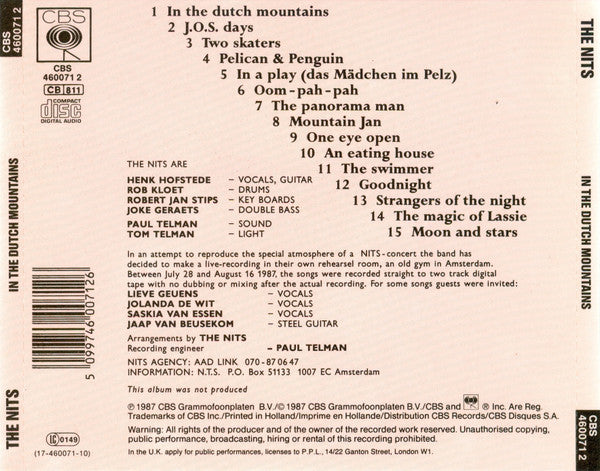 CBS
460071 2
CBS
CBS
460071 2
CB 811
COMPACT
disc
DIGITAL AUDIO
1 In the dutch mountains
2 J.O.S. days
3 Two skaters
4 Pelican & Penguin
5 In a play (das Mädchen im Pelz)
6 Oom-pah-pah
7 The panorama man
8 Mountain Jan
9 One eye open
10 An eating house
11 The swimmer
12 Goodnight
13 Strangers of the night
14 The magic of Lassie
15 Moon and stars
THE NITS ARE
HENK HOFSTEDE – VOCALS, GUITAR
ROB KLOET – DRUMS
ROBERT JAN STIPS – KEY BOARDS
JOKE GERAETS – DOUBLE BASS
PAUL TELMAN – SOUND
TOM TELMAN – LIGHT
In an attempt to reproduce the special atmosphere of a NITS-concert the band has
decided to make a live-recording in their own rehearsel room, an old gym in Amsterdam.
Between July 28 and August 16 1987, the songs were recorded straight to two track digital
tape with no dubbing or mixing after the actual recording. For some songs guests were invited:
LIEVE GEUENS – VOCALS
JOLANDA DE WIT – VOCALS
SASKIA VAN ESSEN – VOCALS
JAAP VAN BEUSEKOM – STEEL GUITAR
Arrangements by THE NITS
Recording engineer – PAUL TELMAN
NITS AGENCY: AAD LINK 070-870647
INFORMATION: N.I.T.S. P.O. Box 51133 1007 EC Amsterdam
This album was not produced
℗ 1987 CBS Grammofoonplaten B.V./© 1987 CBS Grammofoonplaten B.V./CBS and ® Inc. Are Reg.
Trademarks of CBS Inc./Printed in Holland/Imprime en Hollande/Distribution CBS Records/CBS Disques S.A.
Warning: All rights of the producer and of the owner of the recorded work reserved. Unauthorised copying,
public performance, broadcasting, hiring or rental of this recording prohibited.
In the U.K. apply for public performances, licenses to P.P.L., 14/22 Ganton Street, London W1.
5 099746 007126
LC 0149
(17-460071-10)
IN THE DUTCH MOUNTAINS
THE NITS
THE NITS
IN THE DUTCH MOUNTAINS
CBS
460071 2